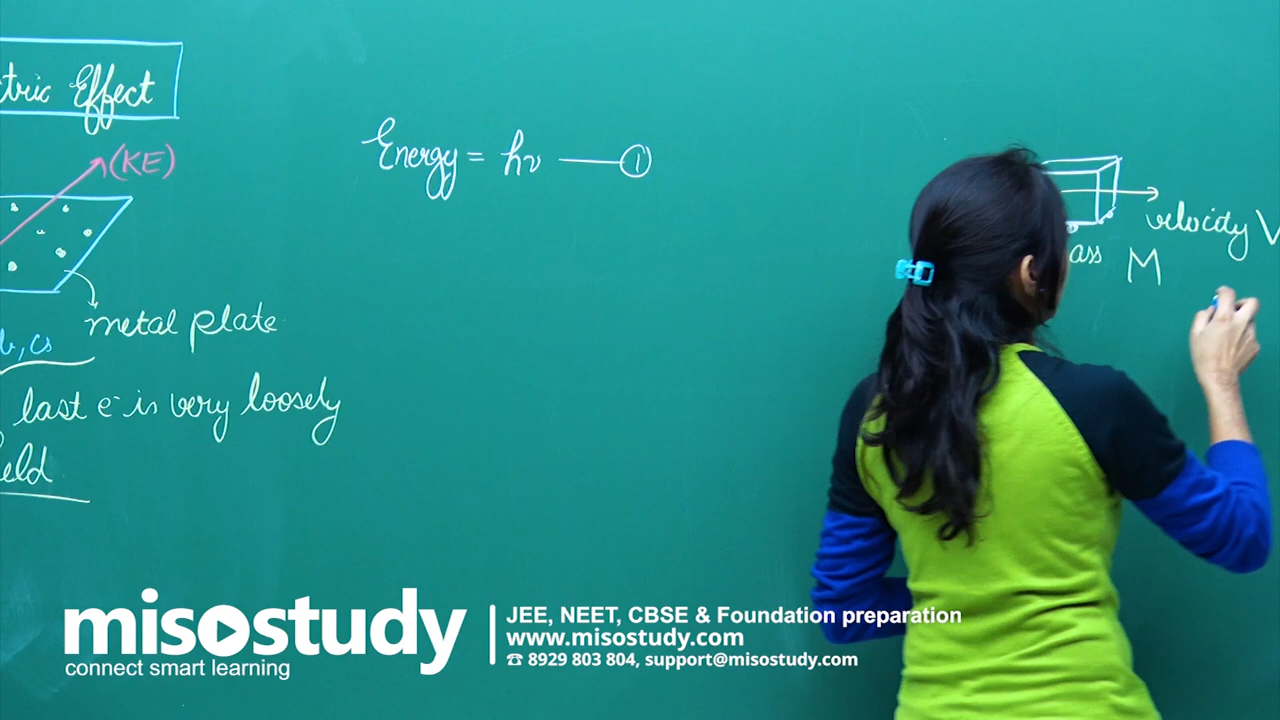 tric Effect
(KE)
metal plate
b, cs
last e⁻ is very loosely
eld
Energy = hν —— ①
velocity V
ass M
misostudy
connect smart learning
JEE, NEET, CBSE & Foundation preparation
www.misostudy.com
☎ 8929 803 804, support@misostudy.com